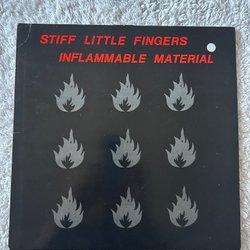 STIFF LITTLE FINGERS
INFLAMMABLE MATERIAL